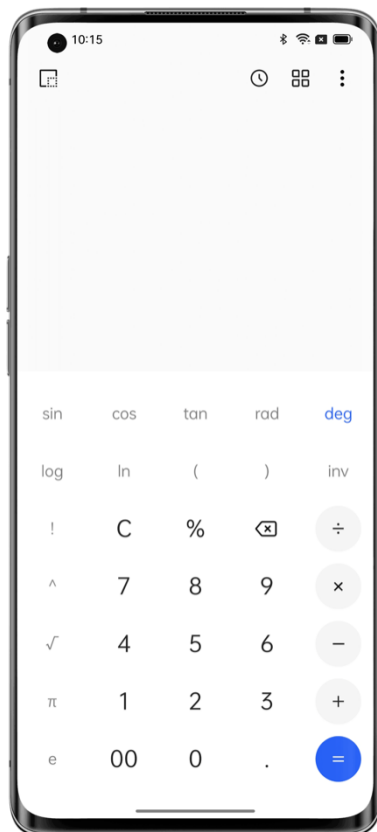 10:15
sin cos tan rad deg
log ln ( ) inv
! C % ÷
^ 7 8 9 ×
√ 4 5 6 −
π 1 2 3 +
e 00 0 . =